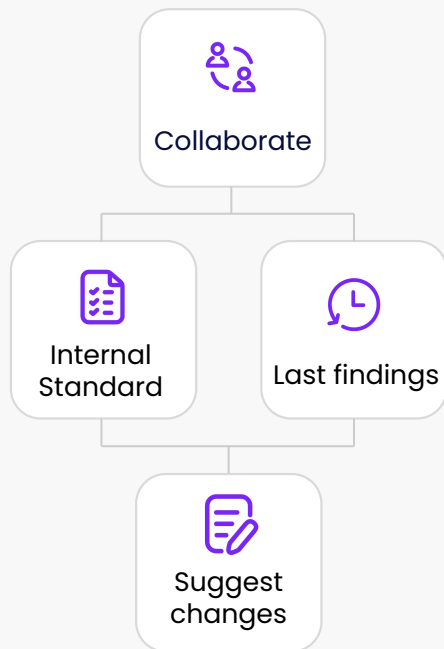 Collaborate
Internal
Standard
Last findings
Suggest
changes